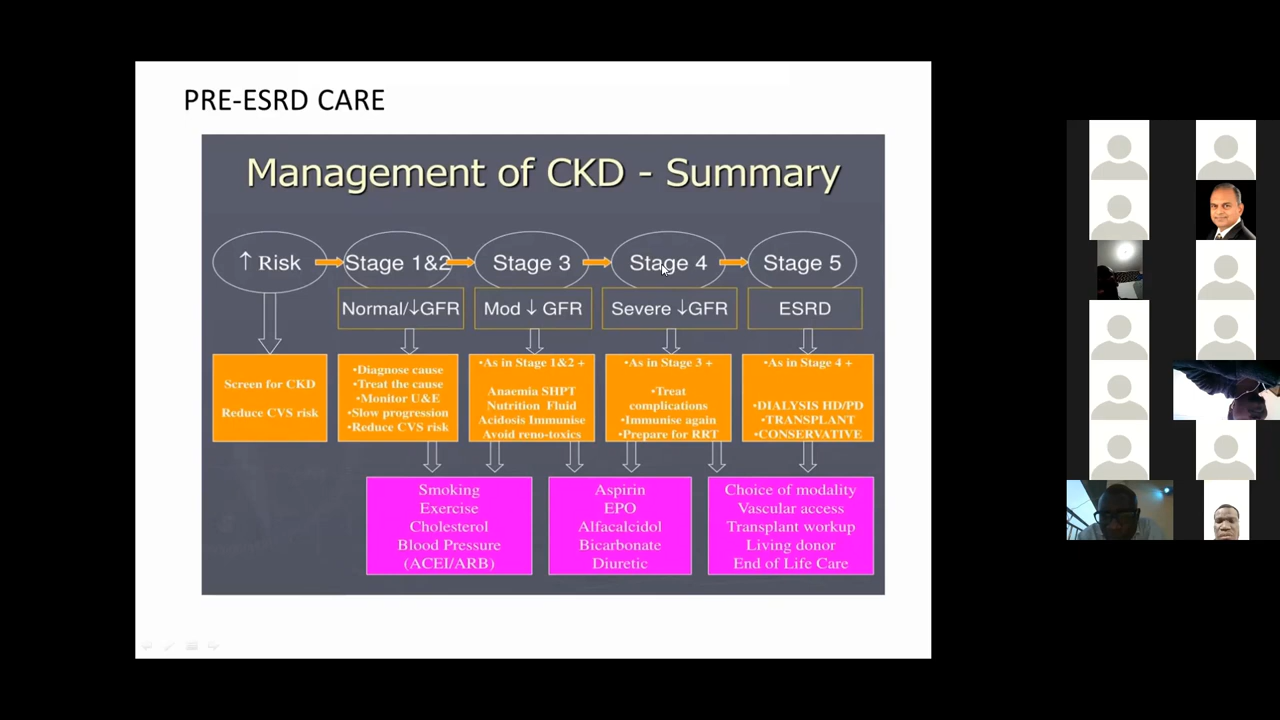 PRE-ESRD CARE
Management of CKD - Summary
↑ Risk
Stage 1&2
Stage 3
Stage 4
Stage 5
Normal/↓GFR
Mod ↓ GFR
Severe ↓GFR
ESRD
Screen for CKD
Reduce CVS risk
•Diagnose cause
•Treat the cause
•Monitor U&E
•Slow progression
•Reduce CVS risk
•As in Stage 1&2 +
Anaemia SHPT
Nutrition Fluid
Acidosis Immunise
Avoid reno-toxics
•As in Stage 3 +
•Treat
complications
•Immunise again
•Prepare for RRT
•As in Stage 4 +
•DIALYSIS HD/PD
•TRANSPLANT
•CONSERVATIVE
Smoking
Exercise
Cholesterol
Blood Pressure
(ACEI/ARB)
Aspirin
EPO
Alfacalcidol
Bicarbonate
Diuretic
Choice of modality
Vascular access
Transplant workup
Living donor
End of Life Care